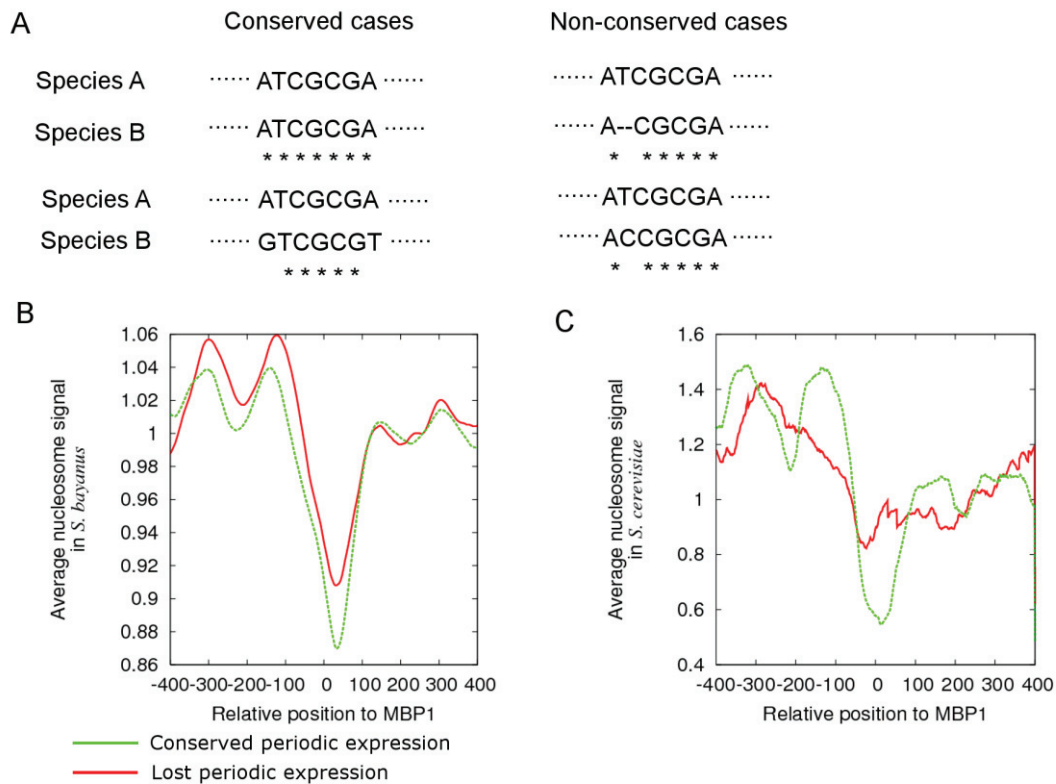 A
Conserved cases
Non-conserved cases
Species A
······ ATCGCGA ······
······ ATCGCGA ······
Species B
······ ATCGCGA ······
······ A--CGCGA ······
* * * * * * *
* * * * * *
Species A
······ ATCGCGA ······
······ ATCGCGA ······
Species B
······ GTCGCGT ······
······ ACCGCGA ······
* * * * *
* * * * * *
B
Average nucleosome signal
in S. bayanus
1.06
1.04
1.02
1
0.98
0.96
0.94
0.92
0.9
0.88
0.86
-400-300-200-100 0 100 200 300 400
Relative position to MBP1
C
Average nucleosome signal
in S. cerevisiae
1.6
1.4
1.2
1
0.8
0.6
0.4
-400-300-200-100 0 100 200 300 400
Relative position to MBP1
Conserved periodic expression
Lost periodic expression